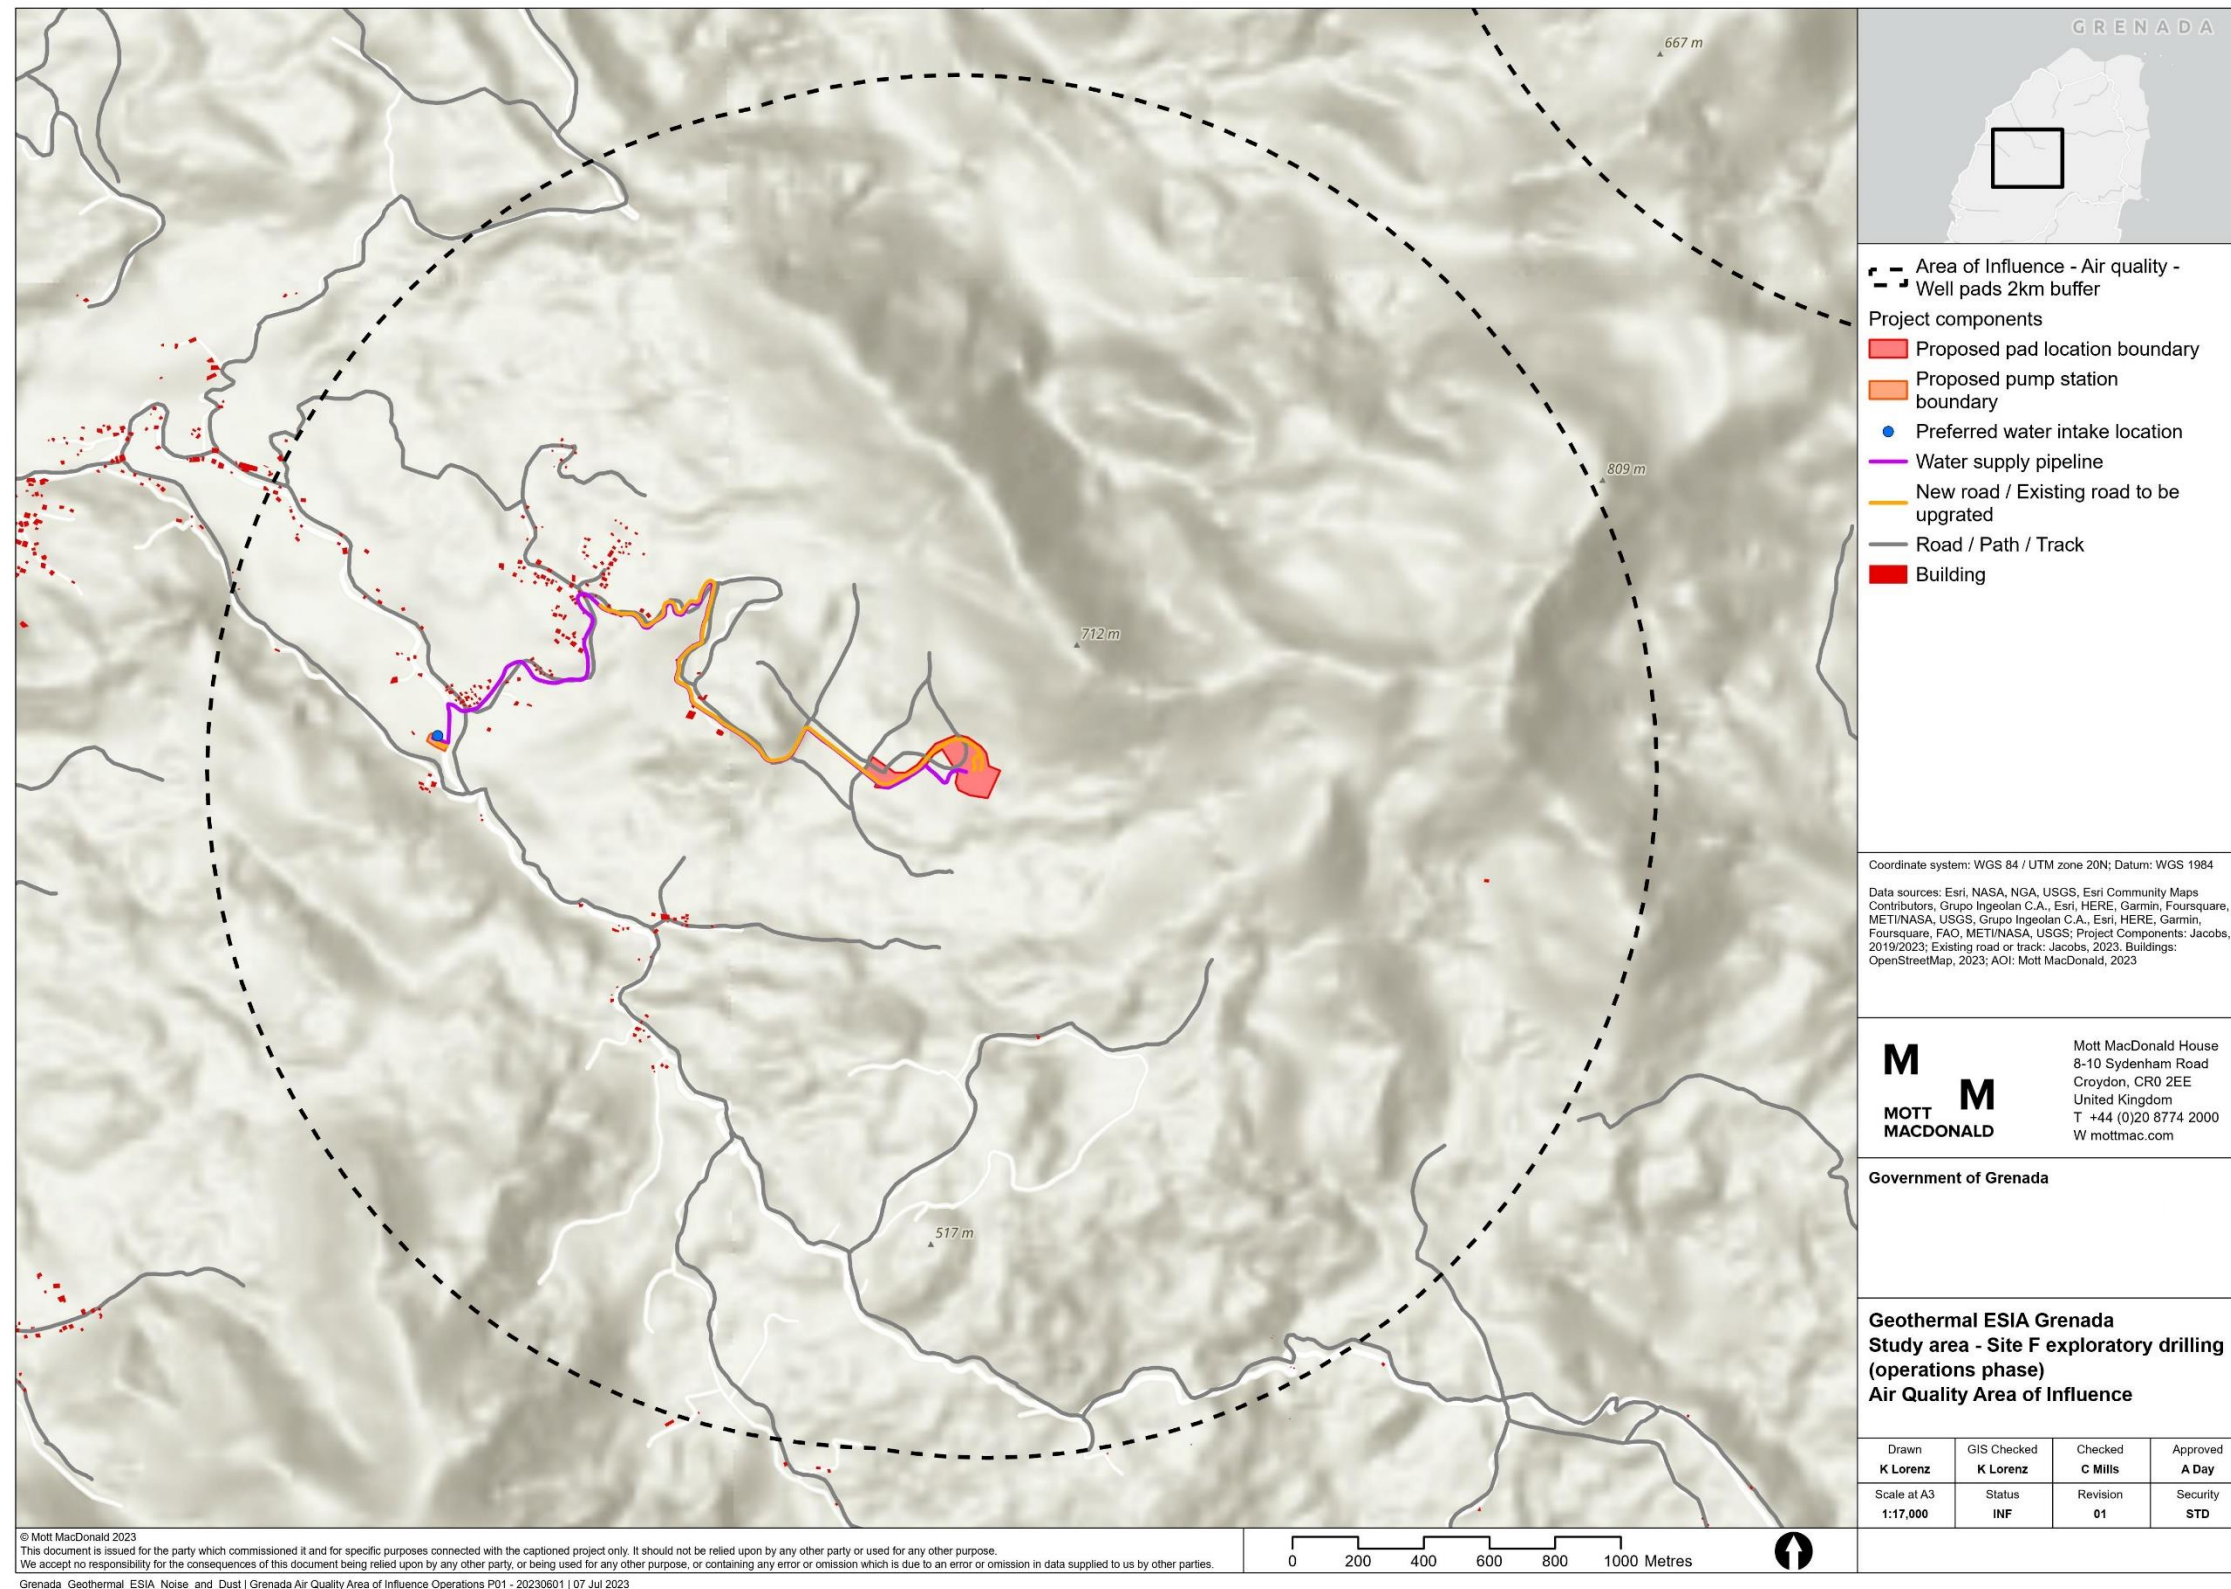 667 m
809 m
712 m
517 m
GRENADA
Area of Influence - Air quality -
Well pads 2km buffer
Project components
Proposed pad location boundary
Proposed pump station
boundary
Preferred water intake location
Water supply pipeline
New road / Existing road to be
upgrated
Road / Path / Track
Building
Coordinate system: WGS 84 / UTM zone 20N; Datum: WGS 1984
Data sources: Esri, NASA, NGA, USGS, Esri Community Maps
Contributors, Grupo Ingeolan C.A., Esri, HERE, Garmin, Foursquare,
METI/NASA, USGS, Grupo Ingeolan C.A., Esri, HERE, Garmin,
Foursquare, FAO, METI/NASA, USGS; Project Components: Jacobs,
2019/2023; Existing road or track: Jacobs, 2023. Buildings:
OpenStreetMap, 2023; AOI: Mott MacDonald, 2023
M
M
MOTT
MACDONALD
Mott MacDonald House
8-10 Sydenham Road
Croydon, CR0 2EE
United Kingdom
T +44 (0)20 8774 2000
W mottmac.com
Government of Grenada
Geothermal ESIA Grenada
Study area - Site F exploratory drilling
(operations phase)
Air Quality Area of Influence
Drawn GIS Checked Checked Approved
K Lorenz K Lorenz C Mills A Day
Scale at A3 Status Revision Security
1:17,000 INF 01 STD
0 200 400 600 800 1000 Metres
© Mott MacDonald 2023
This document is issued for the party which commissioned it and for specific purposes connected with the captioned project only. It should not be relied upon by any other party or used for any other purpose.
We accept no responsibility for the consequences of this document being relied upon by any other party, or being used for any other purpose, or containing any error or omission which is due to an error or omission in data supplied to us by other parties.
Grenada_Geothermal_ESIA_Noise_and_Dust | Grenada Air Quality Area of Influence Operations P01 - 20230601 | 07 Jul 2023